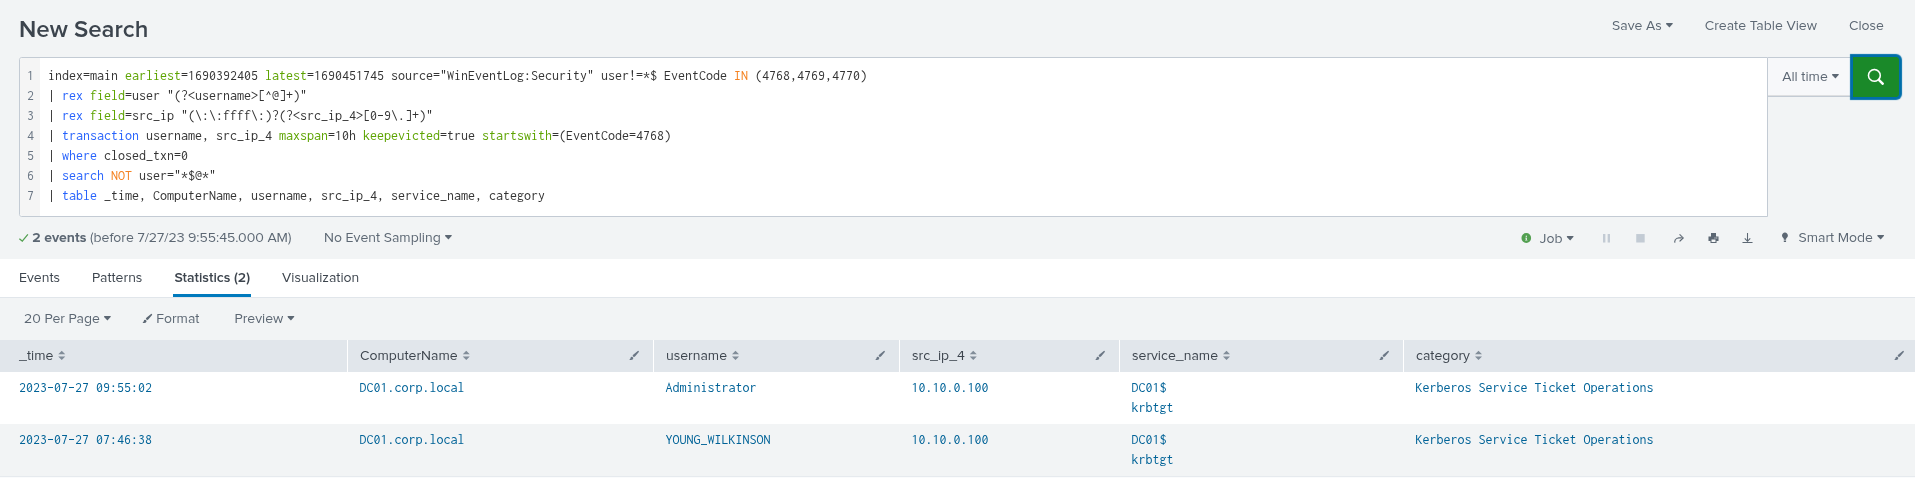 New Search
Save As Create Table View Close
1 index=main earliest=1690392405 latest=1690451745 source="WinEventLog:Security" user!=*$ EventCode IN (4768,4769,4770)
2 | rex field=user "(?<username>[^@]+)"
3 | rex field=src_ip "(\:\:ffff\:)?(?<src_ip_4>[0-9\.]+)"
4 | transaction username, src_ip_4 maxspan=10h keepevicted=true startswith=(EventCode=4768)
5 | where closed_txn=0
6 | search NOT user="*$@*"
7 | table _time, ComputerName, username, src_ip_4, service_name, category
All time
2 events (before 7/27/23 9:55:45.000 AM) No Event Sampling
Job Smart Mode
Events Patterns Statistics (2) Visualization
20 Per Page Format Preview
_time ComputerName username src_ip_4 service_name category
2023-07-27 09:55:02 DC01.corp.local Administrator 10.10.0.100 DC01$ Kerberos Service Ticket Operations
krbtgt
2023-07-27 07:46:38 DC01.corp.local YOUNG_WILKINSON 10.10.0.100 DC01$ Kerberos Service Ticket Operations
krbtgt